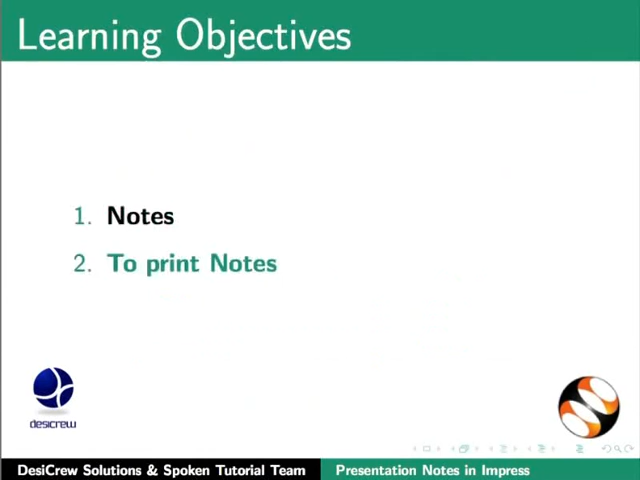 Learning Objectives
1. Notes
2. To print Notes
desicrew
DesiCrew Solutions & Spoken Tutorial Team
Presentation Notes in Impress